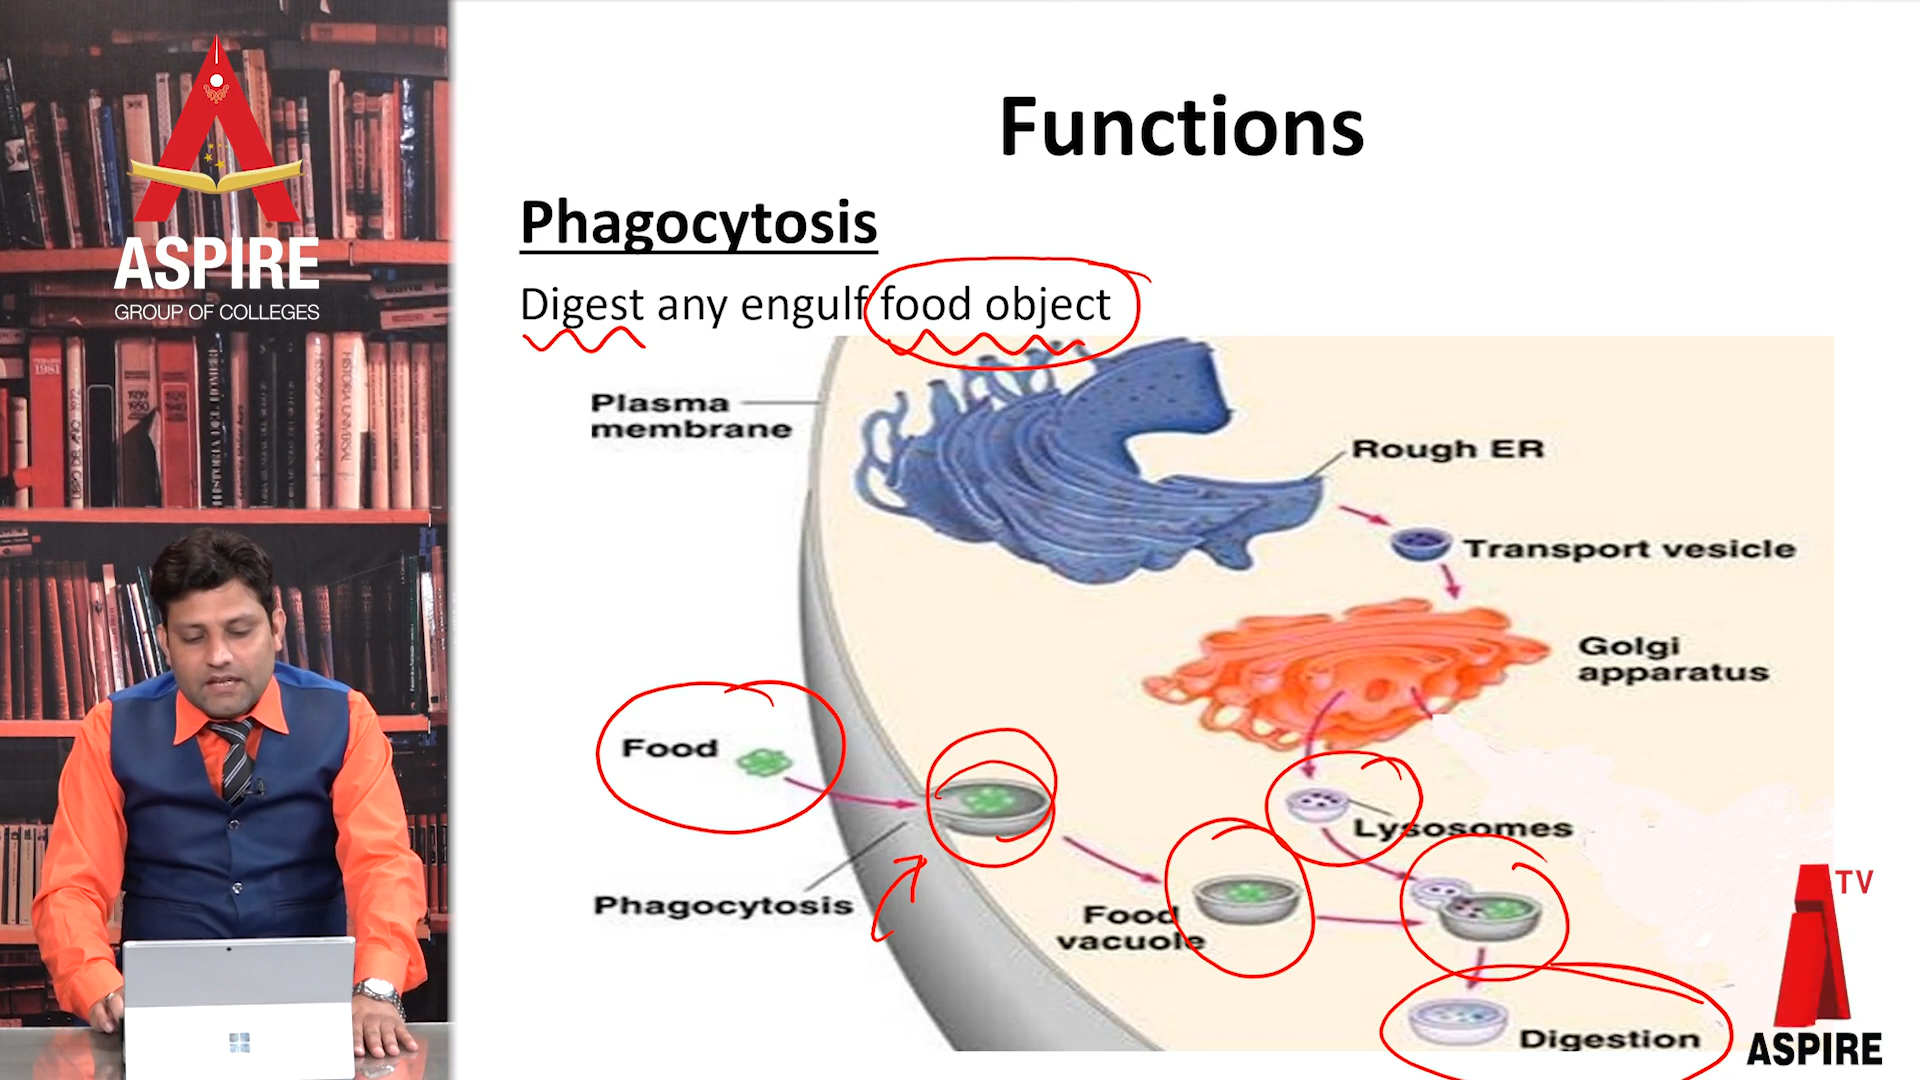 ASPIRE
GROUP OF COLLEGES
Functions
Phagocytosis
Digest any engulf food object
Plasma
membrane
Rough ER
Transport vesicle
Golgi
apparatus
Food
Lysosomes
Phagocytosis
Food
vacuole
Digestion
TV
ASPIRE